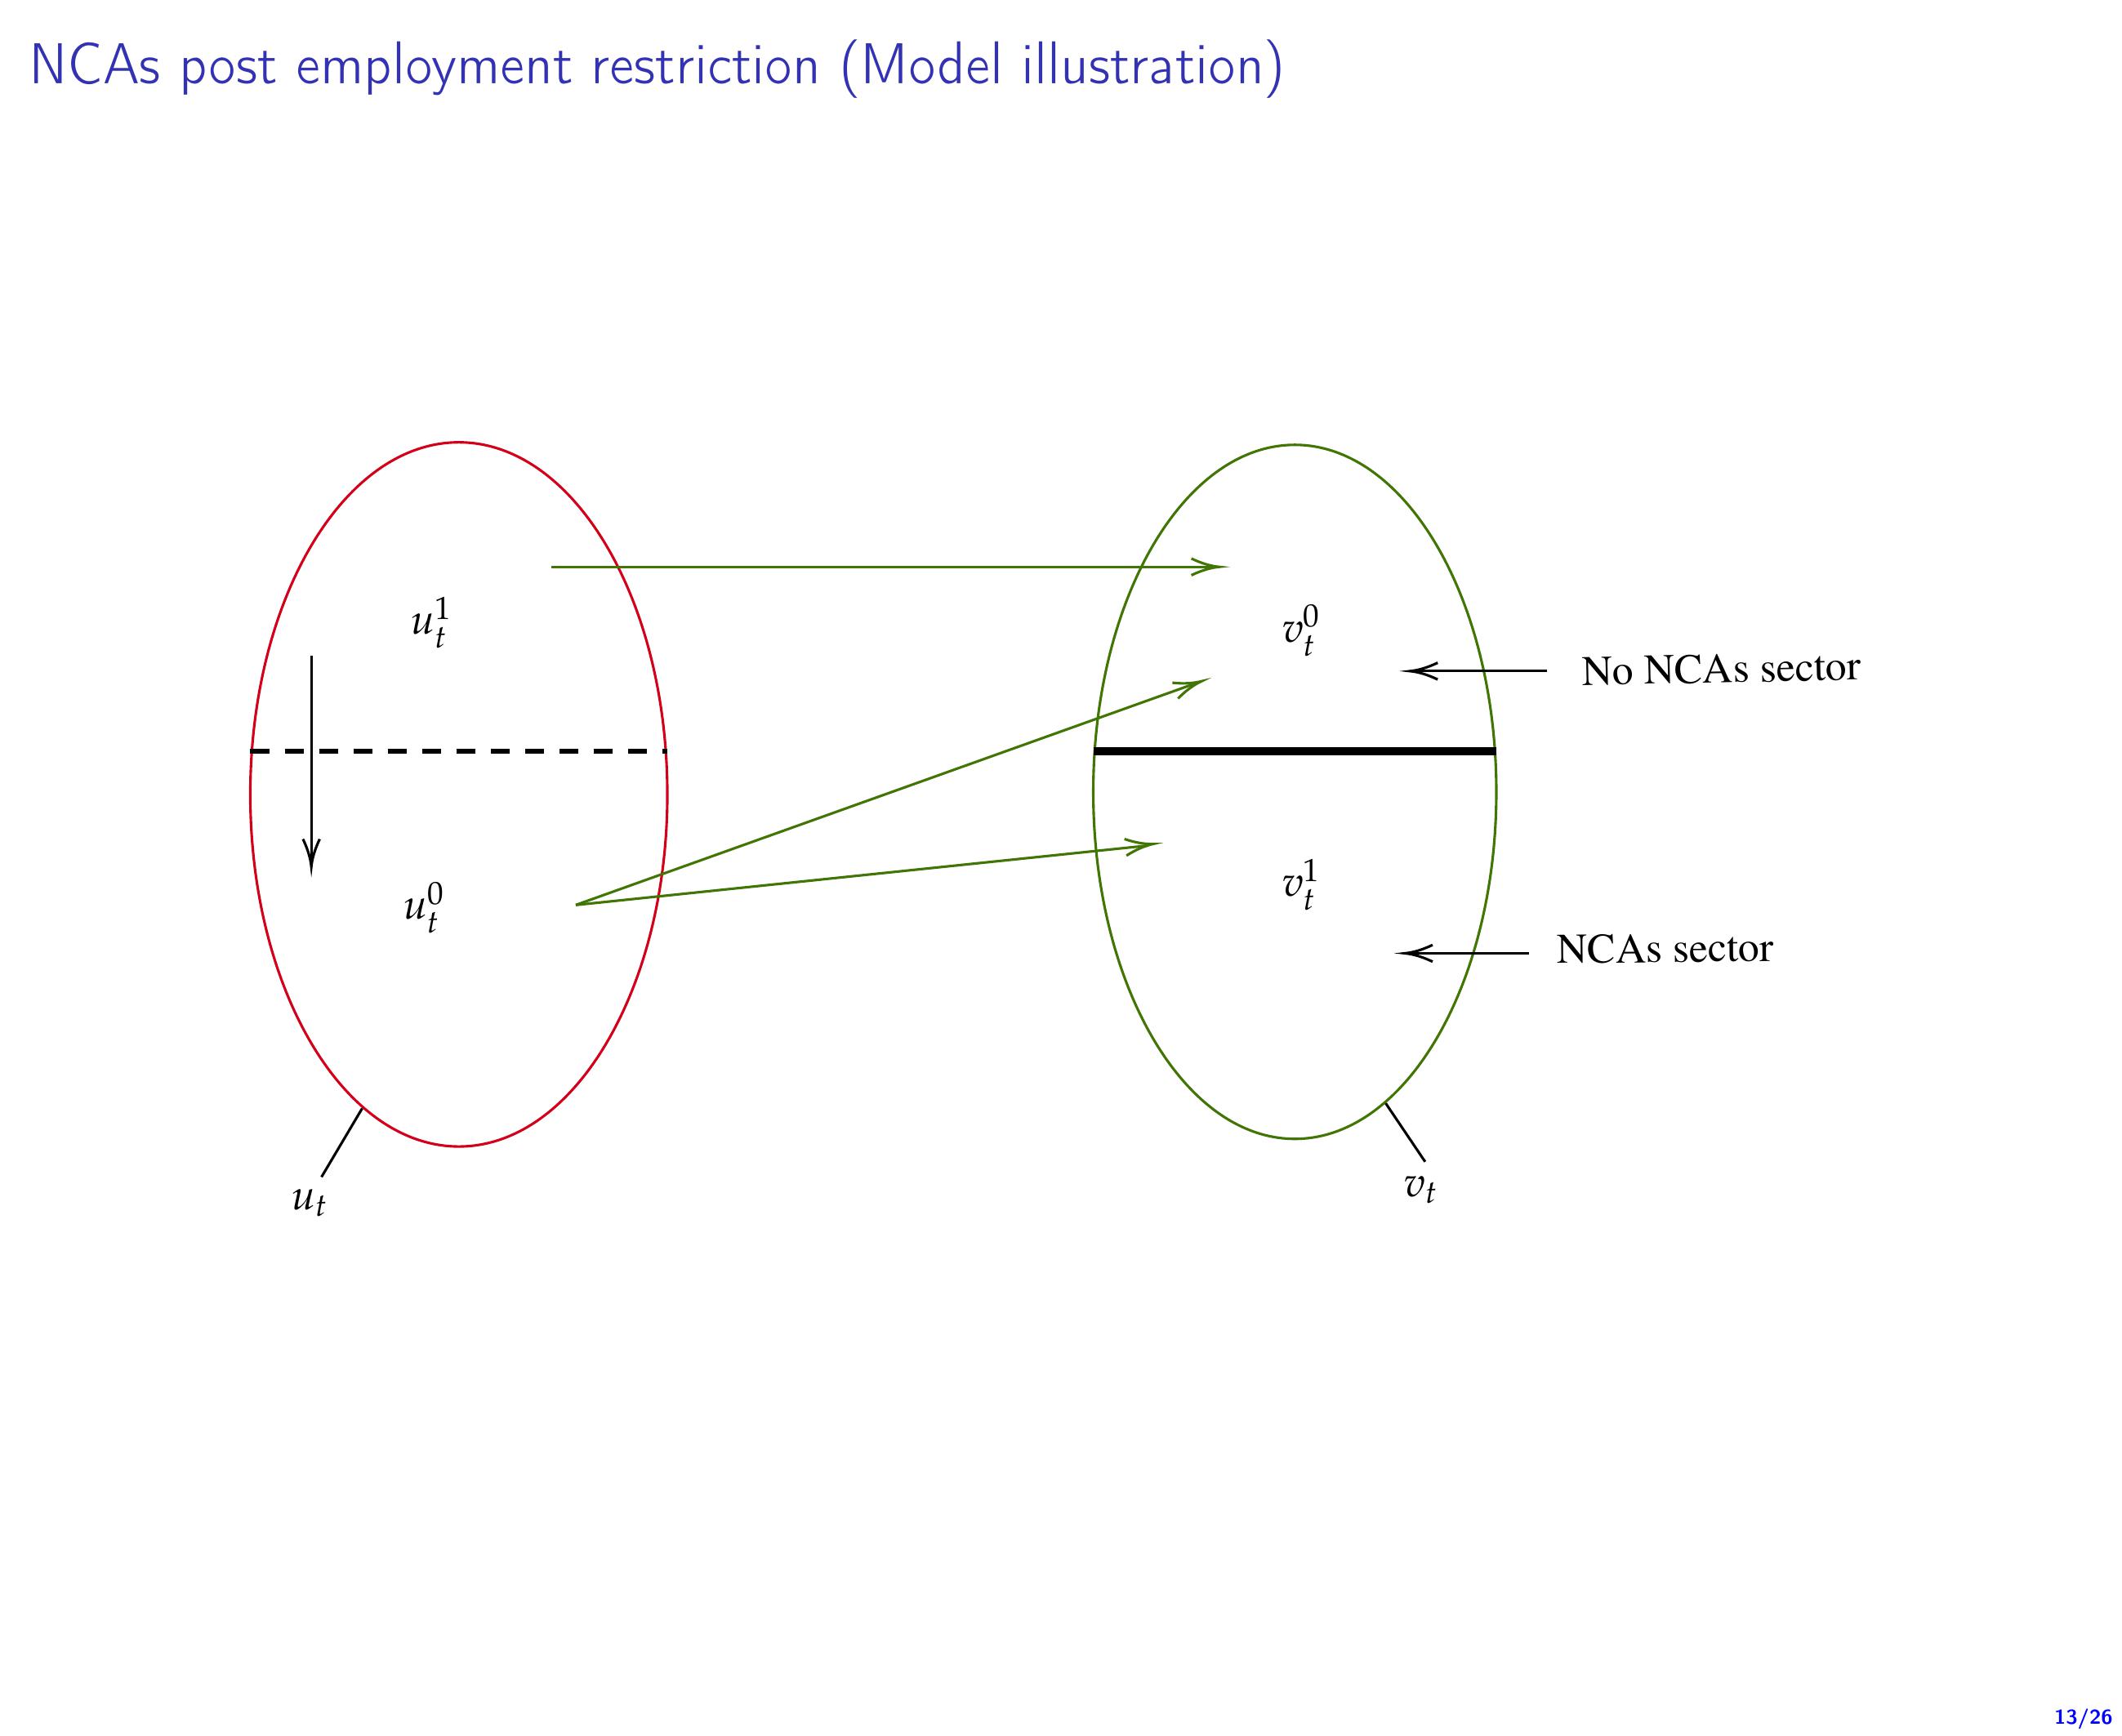 NCAs post employment restriction (Model illustration)
u_t^1
v_t^0
No NCAs sector
u_t^0
v_t^1
NCAs sector
u_t
v_t
13/26